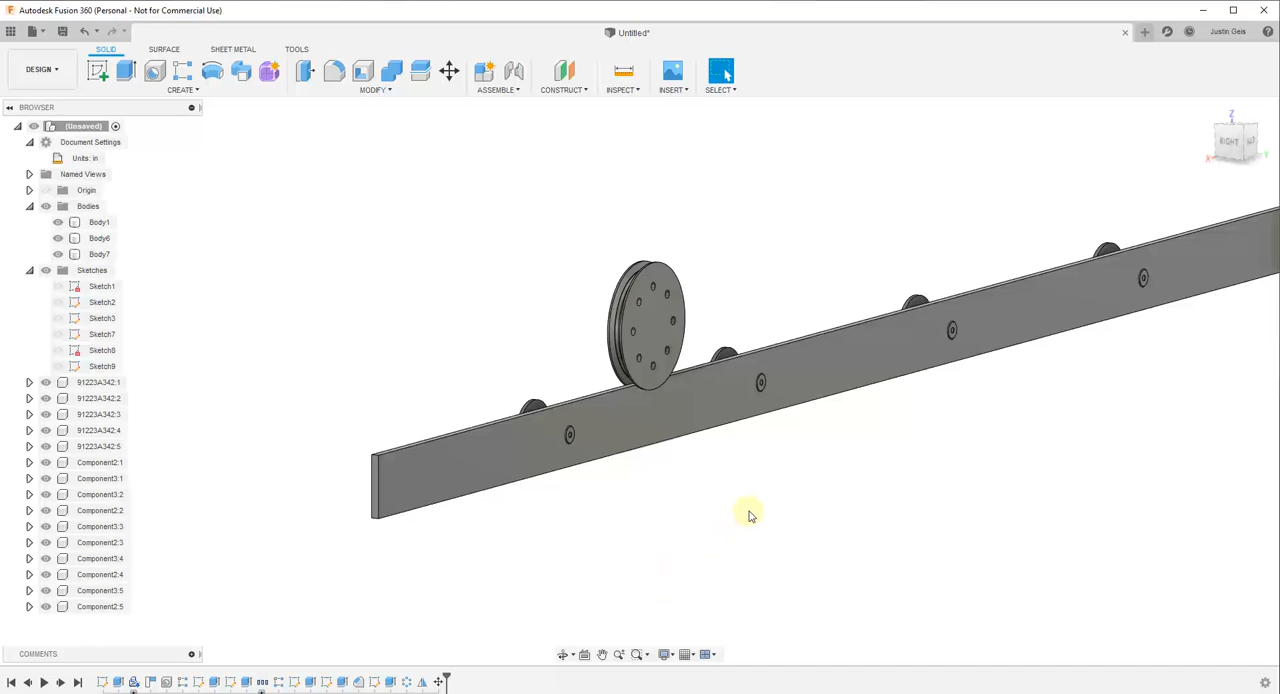 Autodesk Fusion 360 (Personal - Not for Commercial Use)
Untitled*
Justin Geis
DESIGN
SOLID SURFACE SHEET METAL TOOLS
CREATE MODIFY ASSEMBLE CONSTRUCT INSPECT INSERT SELECT
BROWSER
(Unsaved)
Document Settings
Units: in
Named Views
Origin
Bodies
Body1
Body6
Body7
Sketches
Sketch1
Sketch2
Sketch3
Sketch7
Sketch8
Sketch9
91223A342:1
91223A342:2
91223A342:3
91223A342:4
91223A342:5
Component2:1
Component3:1
Component3:2
Component2:2
Component3:3
Component2:3
Component3:4
Component2:4
Component3:5
Component2:5
Z
RIGHT
X
Y
COMMENTS